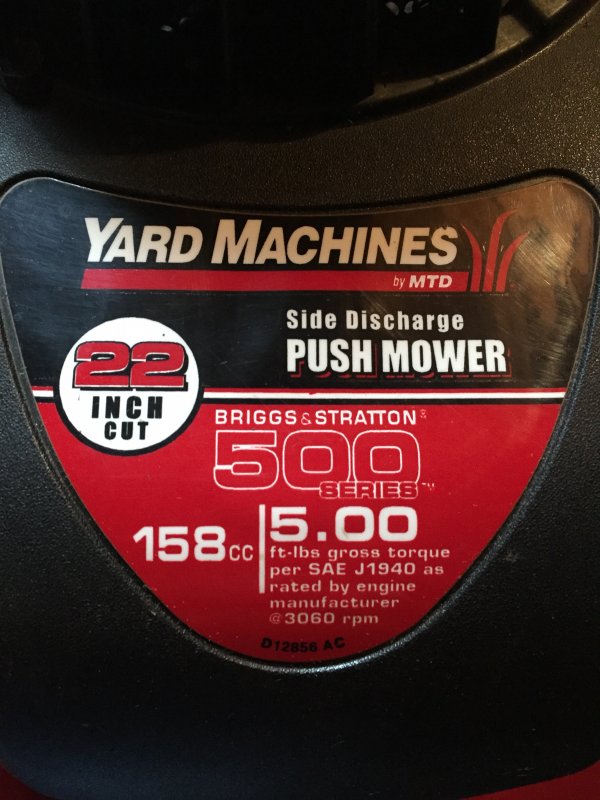 YARD MACHINES
by MTD
Side Discharge
PUSH MOWER
22
INCH
CUT
BRIGGS & STRATTON®
500
SERIES™
158cc
5.00
ft-lbs gross torque
per SAE J1940 as
rated by engine
manufacturer
@3060 rpm
D12856 AC